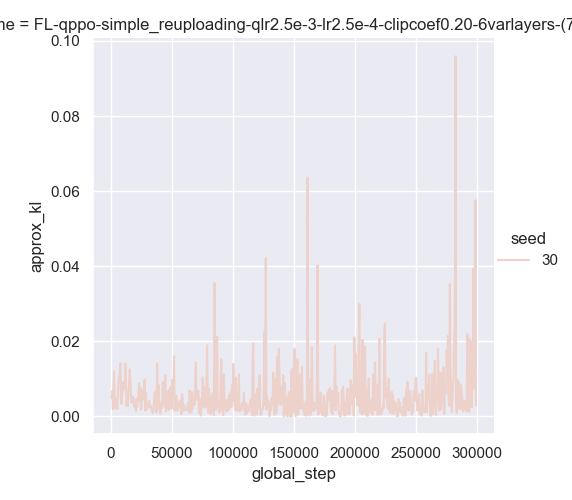 ne = FL-qppo-simple_reuploading-qlr2.5e-3-lr2.5e-4-clipcoef0.20-6varlayers-(7
0.10
0.08
0.06
0.04
0.02
0.00
approx_kl
0 50000 100000 150000 200000 250000 300000
global_step
seed
30